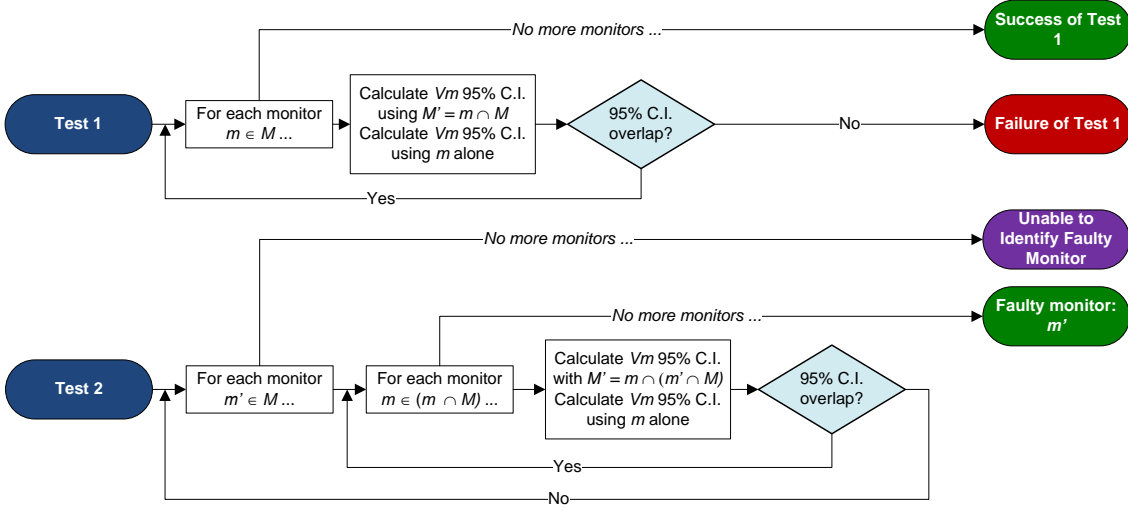 No more monitors ...
Success of Test
1
Test 1
For each monitor
m ∈ M ...
Calculate Vm 95% C.I.
using M' = m ∩ M
Calculate Vm 95% C.I.
using m alone
95% C.I.
overlap?
No
Failure of Test 1
Yes
No more monitors ...
Unable to
Identify Faulty
Monitor
No more monitors ...
Faulty monitor:
m'
Test 2
For each monitor
m' ∈ M ...
For each monitor
m ∈ (m ∩ M) ...
Calculate Vm 95% C.I.
with M' = m ∩ (m' ∩ M)
Calculate Vm 95% C.I.
using m alone
95% C.I.
overlap?
Yes
No